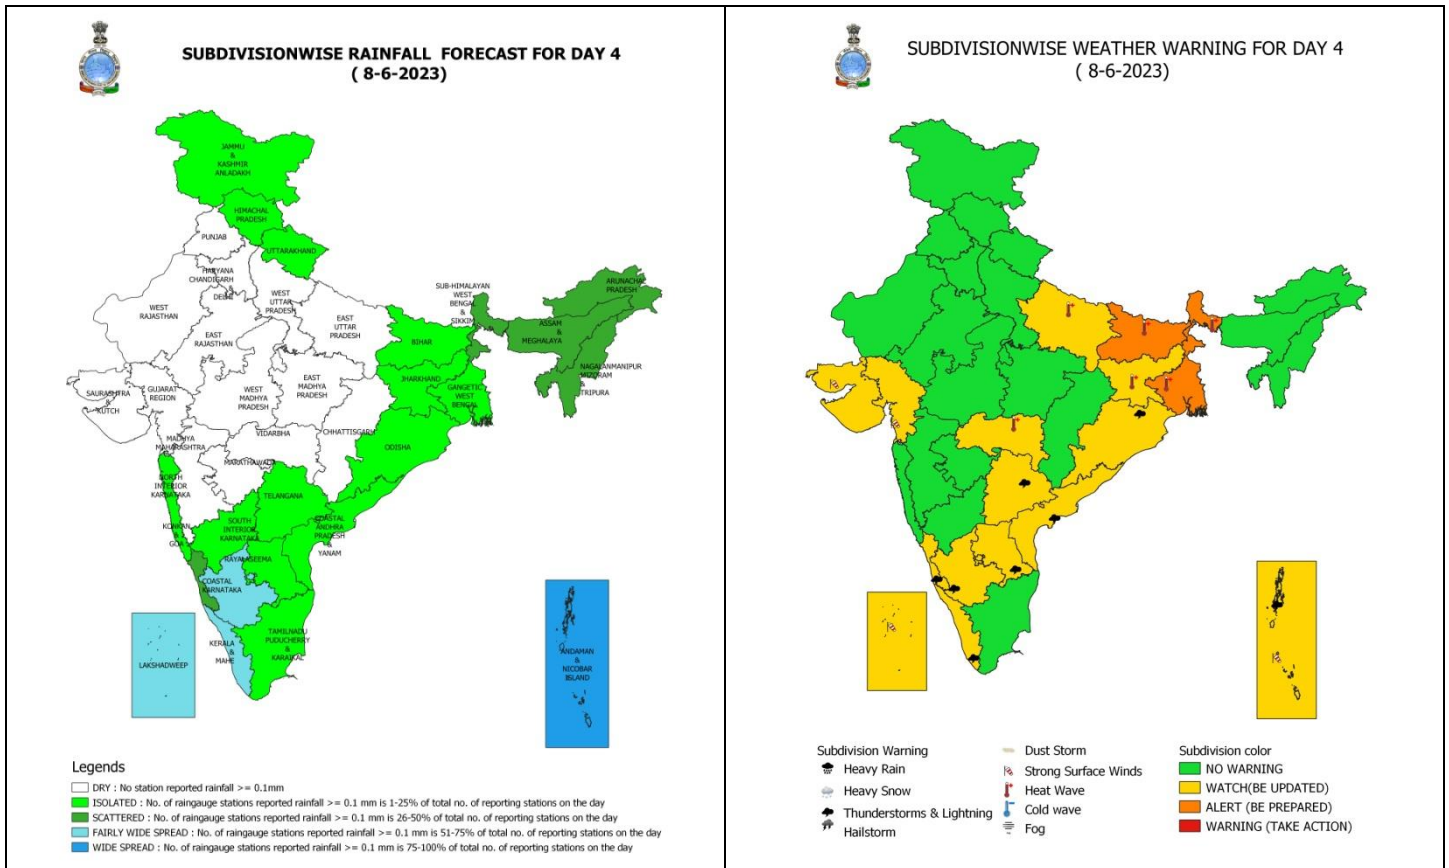 SUBDIVISIONWISE RAINFALL FORECAST FOR DAY 4
( 8-6-2023)
JAMMU
&
KASHMIR
ANLADAKH
HIMACHAL
PRADESH
PUNJAB
UTTARAKHAND
HARYANA
CHANDIGARH
&
DELHI
WEST
RAJASTHAN
WEST
UTTAR
PRADESH
EAST
UTTAR
PRADESH
EAST
RAJASTHAN
SUB-HIMALAYAN
WEST
BENGAL
&
SIKKIM
ARUNACHAL
PRADESH
ASSAM
&
MEGHALAYA
NAGALANMANIPUR
MIZORAM
&
TRIPURA
BIHAR
JHARKHAND
GANGETIC
WEST
BENGAL
SAURASHTRA
&
KUTCH
GUJARAT
REGION
WEST
MADHYA
PRADESH
EAST
MADHYA
PRADESH
CHHATTISGARH
VIDARBHA
ODISHA
MADHYA
MAHARASHTRA
MARATHAWADA
NORTH
INTERIOR
KARNATAKA
TELANGANA
KONKAN
&
GOA
SOUTH
INTERIOR
KARNATAKA
COASTAL
ANDHRA
PRADESH
&
YANAM
RAYALASEEMA
COASTAL
KARNATAKA
KERALA
&
MAHE
TAMILNADU
PUDUCHERRY
&
KARAIKAL
LAKSHADWEEP
ANDAMAN
&
NICOBAR
ISLAND
Legends
DRY : No station reported rainfall >= 0.1mm
ISOLATED : No. of raingauge stations reported rainfall >= 0.1 mm is 1-25% of total no. of reporting stations on the day
SCATTERED : No. of raingauge stations reported rainfall >= 0.1 mm is 26-50% of total no. of reporting stations on the day
FAIRLY WIDE SPREAD : No. of raingauge stations reported rainfall >= 0.1 mm is 51-75% of total no. of reporting stations on the day
WIDE SPREAD : No. of raingauge stations reported rainfall >= 0.1 mm is 75-100% of total no. of reporting stations on the day
SUBDIVISIONWISE WEATHER WARNING FOR DAY 4
( 8-6-2023)
Subdivision Warning
Heavy Rain
Heavy Snow
Thunderstorms & Lightning
Hailstorm
Dust Storm
Strong Surface Winds
Heat Wave
Cold wave
Fog
Subdivision color
NO WARNING
WATCH(BE UPDATED)
ALERT (BE PREPARED)
WARNING (TAKE ACTION)